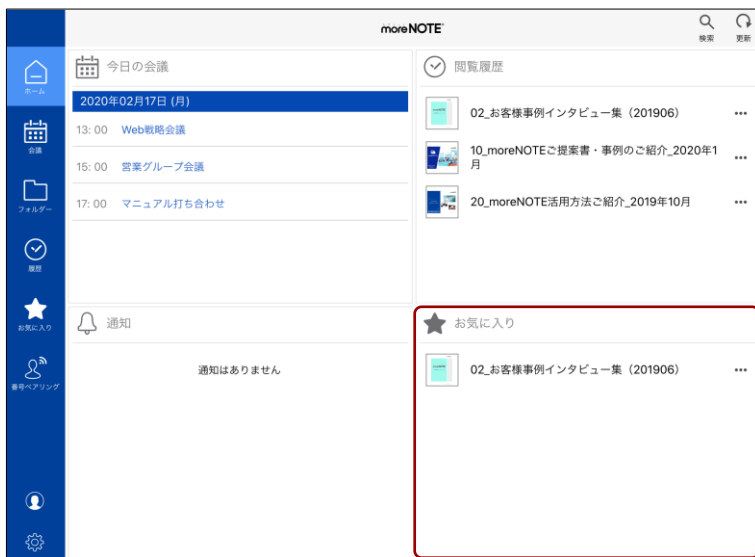 moreNOTE
検索
更新
ホーム
会議
フォルダー
履歴
お気に入り
番号ペアリング
今日の会議
2020年02月17日 (月)
13:00 Web戦略会議
15:00 営業グループ会議
17:00 マニュアル打ち合わせ
閲覧履歴
02_お客様事例インタビュー集（201906）
10_moreNOTEご提案書・事例のご紹介_2020年1
月
20_moreNOTE活用方法ご紹介_2019年10月
通知
通知はありません
お気に入り
02_お客様事例インタビュー集（201906）